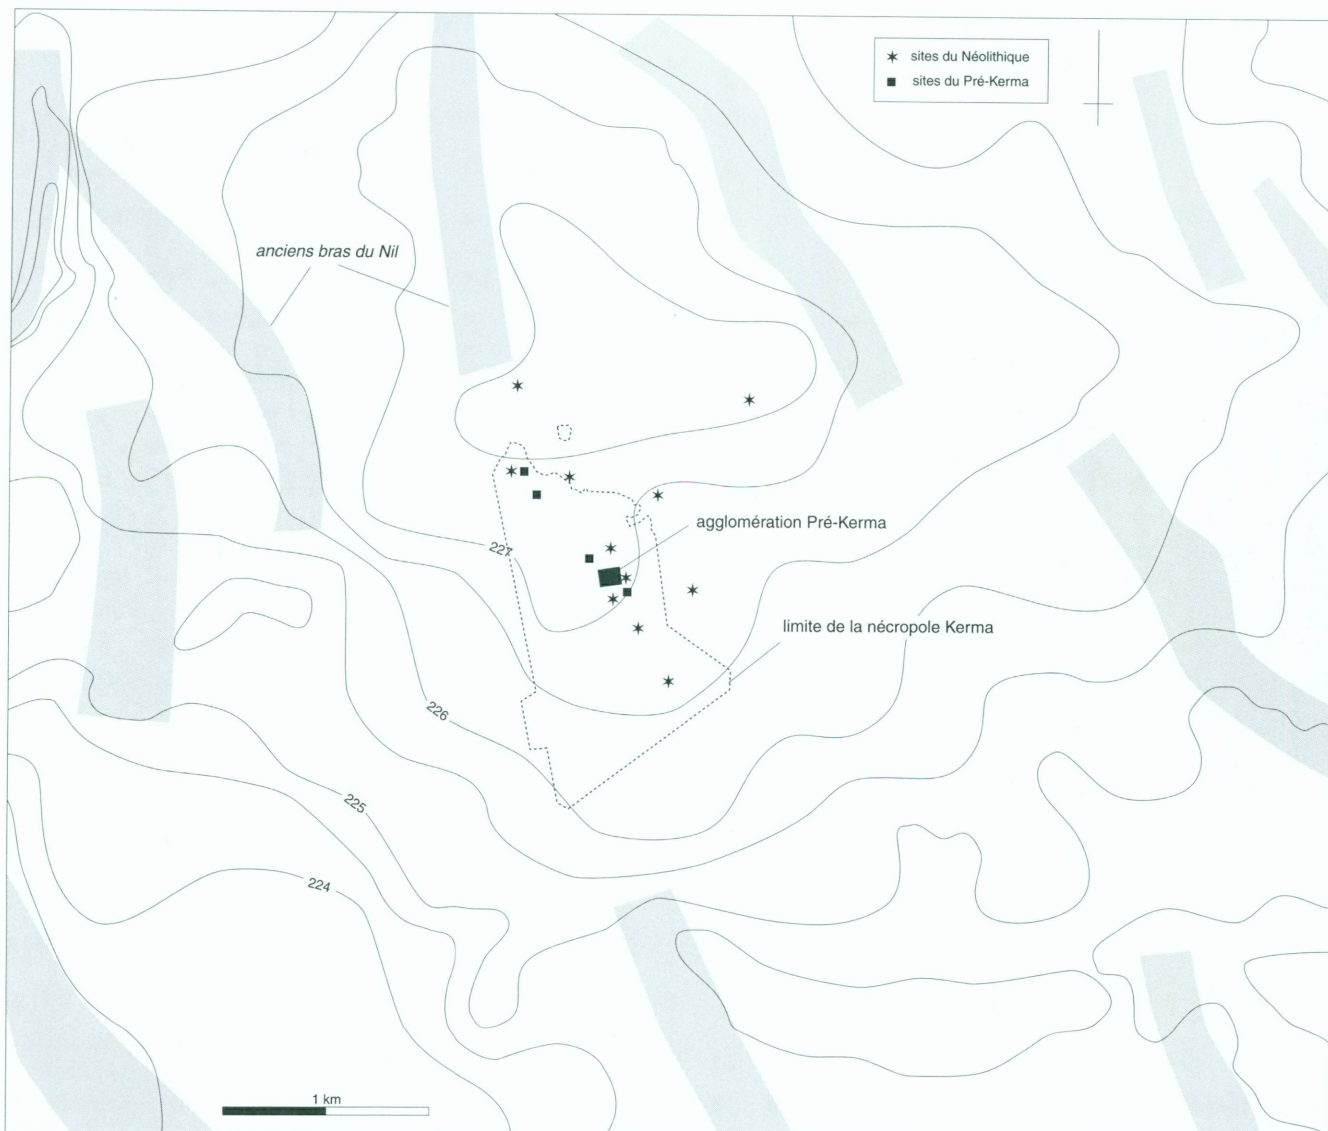 sites du Néolithique
sites du Pré-Kerma
anciens bras du Nil
agglomération Pré-Kerma
227
limite de la nécropole Kerma
226
225
224
1 km